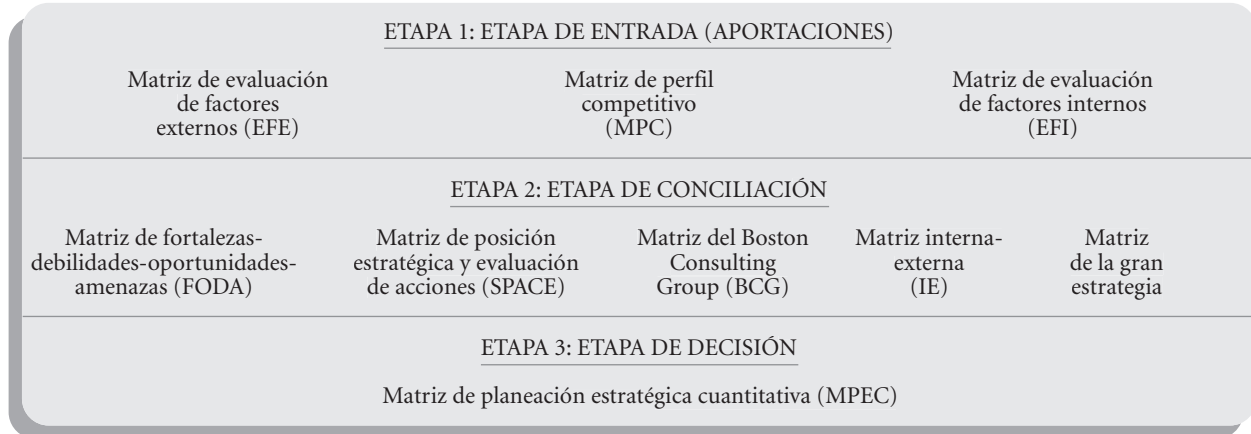 ETAPA 1: ETAPA DE ENTRADA (APORTACIONES)
Matriz de evaluación
de factores
externos (EFE)
Matriz de perfil
competitivo
(MPC)
Matriz de evaluación
de factores internos
(EFI)
ETAPA 2: ETAPA DE CONCILIACIÓN
Matriz de fortalezas-
debilidades-oportunidades-
amenazas (FODA)
Matriz de posición
estratégica y evaluación
de acciones (SPACE)
Matriz del Boston
Consulting
Group (BCG)
Matriz interna-
externa
(IE)
Matriz
de la gran
estrategia
ETAPA 3: ETAPA DE DECISIÓN
Matriz de planeación estratégica cuantitativa (MPEC)